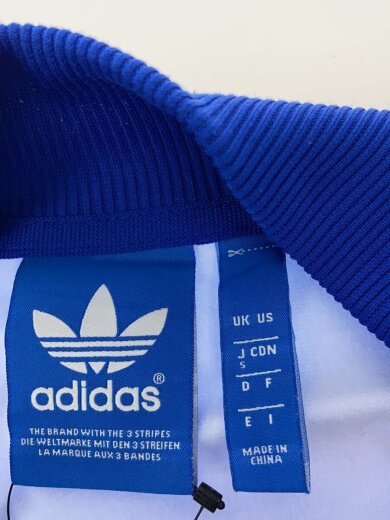 adidas®
THE BRAND WITH THE 3 STRIPES
DIE WELTMARKE MIT DEN 3 STREIFEN
LA MARQUE AUX 3 BANDES
UK US
J CDN
S
D F
E I
MADE IN
CHINA